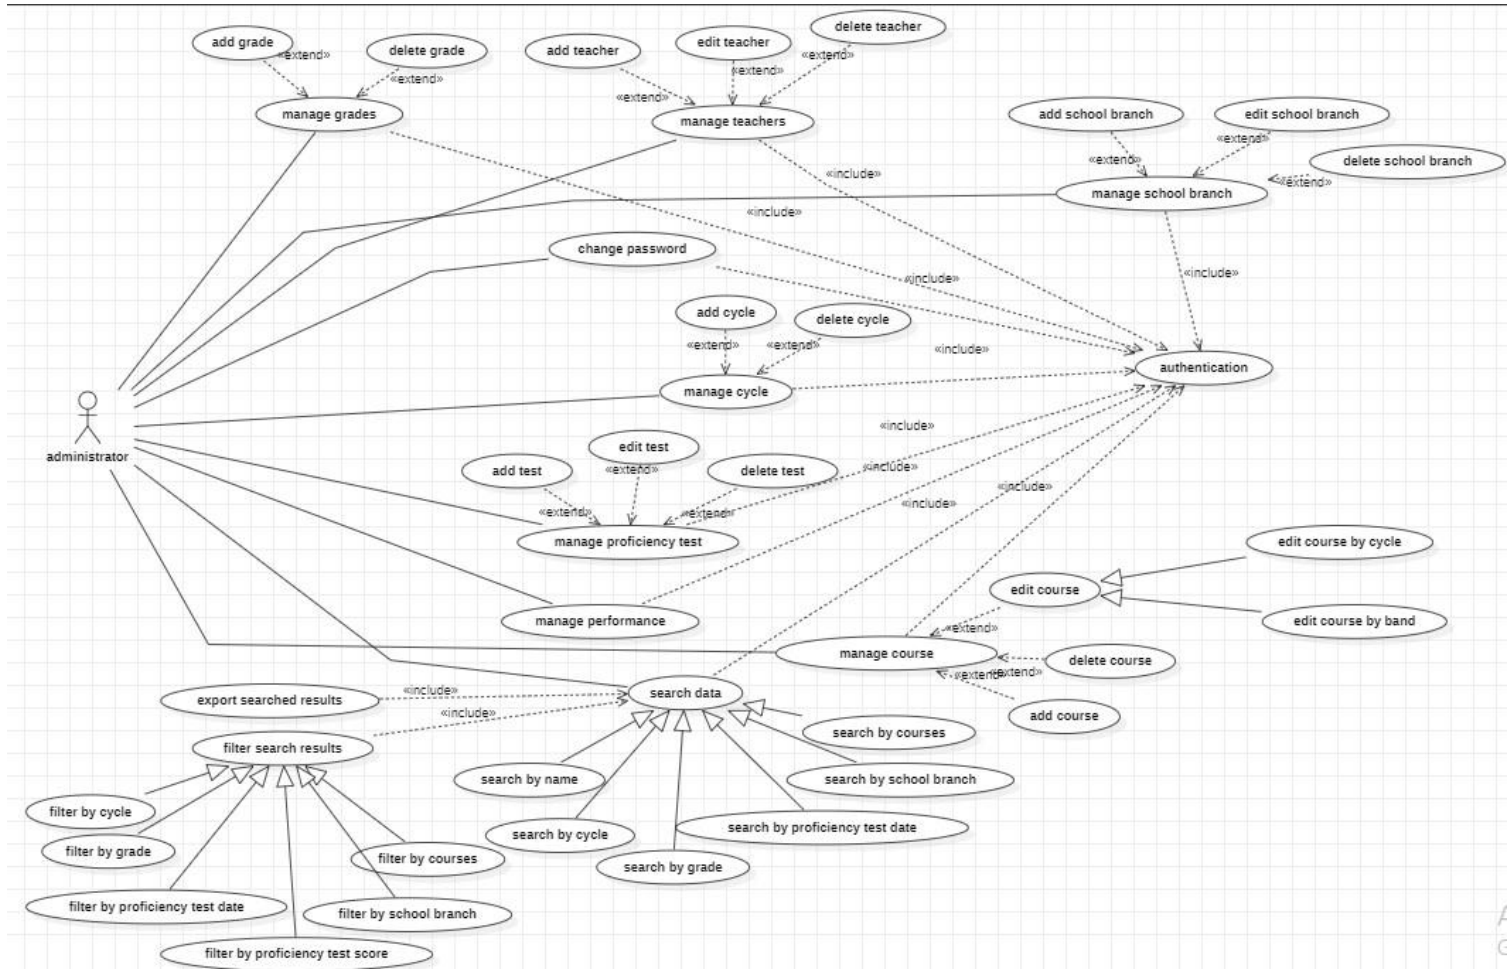 delete teacher
add grade
edit teacher
delete grade
add teacher
«extend»
«extend»
«extend»
«extend»
«extend»
manage grades
manage teachers
add school branch
edit school branch
«extend»
«extend»
delete school branch
«include»
«extend»
manage school branch
«include»
change password
«include»
«include»
add cycle
delete cycle
«extend»
«extend»
«include»
authentication
manage cycle
«include»
edit test
administrator
add test
«extend»
delete test
«include»
«include»
«include»
«extend»
«extend»
manage proficiency test
edit course by cycle
edit course
manage performance
edit course by band
«extend»
manage course
delete course
«extend»
«extend»
«include»
search data
export searched results
«include»
add course
search by courses
filter search results
search by name
search by school branch
filter by cycle
search by proficiency test date
search by cycle
filter by grade
filter by courses
search by grade
filter by proficiency test date
filter by school branch
filter by proficiency test score